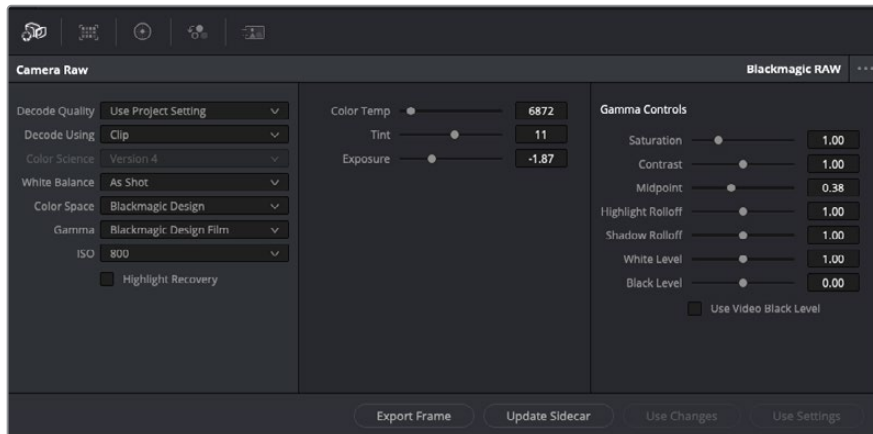 Camera Raw
Blackmagic RAW
Decode Quality Use Project Setting
Decode Using Clip
Color Science Version 4
White Balance As Shot
Color Space Blackmagic Design
Gamma Blackmagic Design Film
ISO 800
Highlight Recovery
Color Temp 6872
Tint 11
Exposure -1.87
Gamma Controls
Saturation 1.00
Contrast 1.00
Midpoint 0.38
Highlight Rolloff 1.00
Shadow Rolloff 1.00
White Level 1.00
Black Level 0.00
Use Video Black Level
Export Frame
Update Sidecar
Use Changes
Use Settings